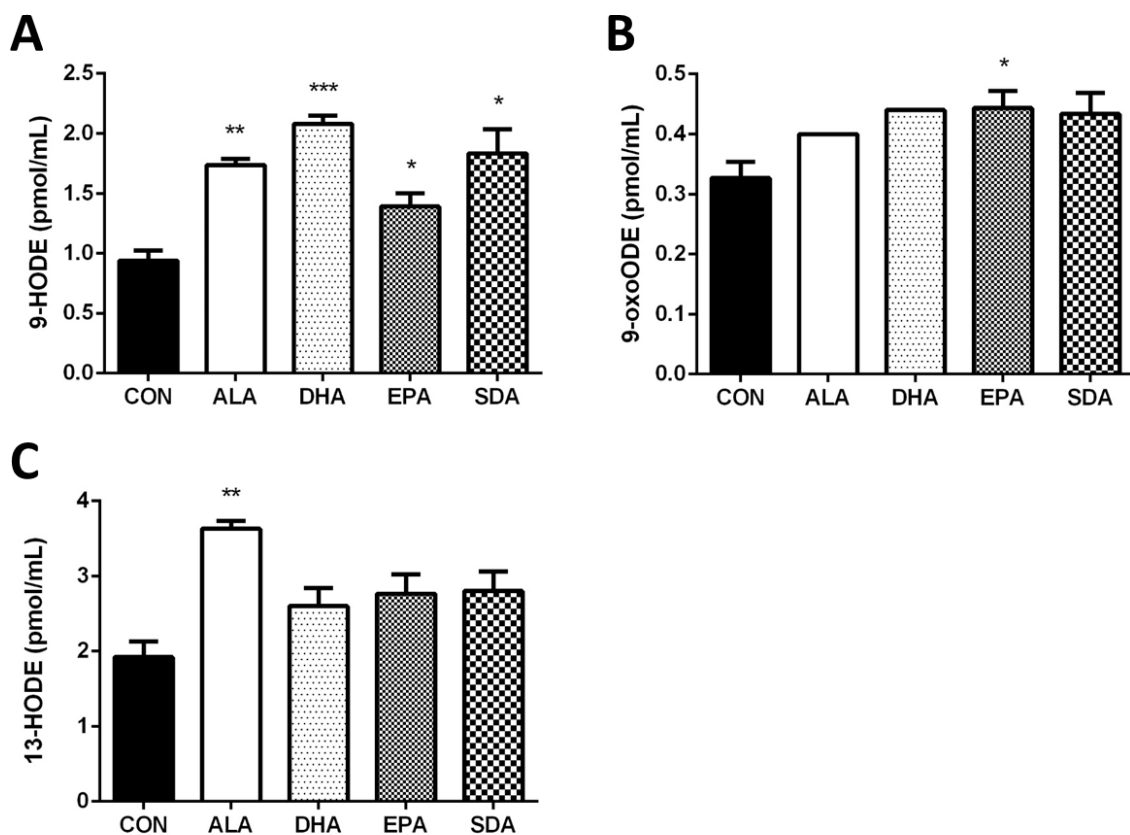 A
9-HODE (pmol/mL)
2.5
2.0
1.5
1.0
0.5
0.0
**
***
*
*
CON ALA DHA EPA SDA
B
9-oxoODE (pmol/mL)
0.5
0.4
0.3
0.2
0.1
0.0
*
CON ALA DHA EPA SDA
C
13-HODE (pmol/mL)
4
3
2
1
0
**
CON ALA DHA EPA SDA